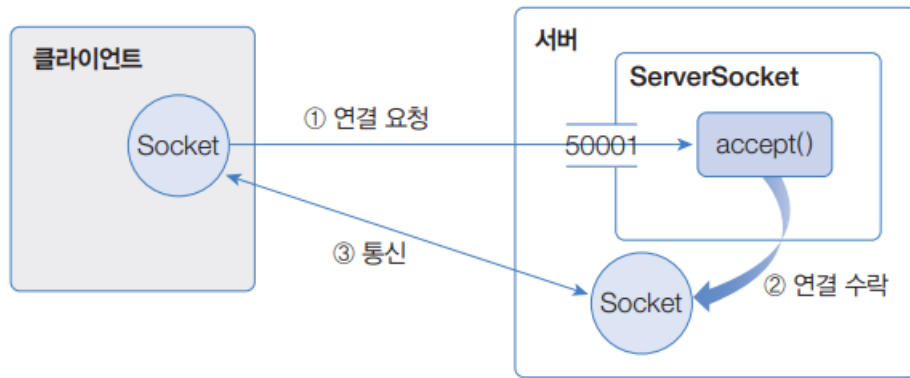 클라이언트
Socket
① 연결 요청
③ 통신
서버
ServerSocket
50001
accept()
② 연결 수락
Socket